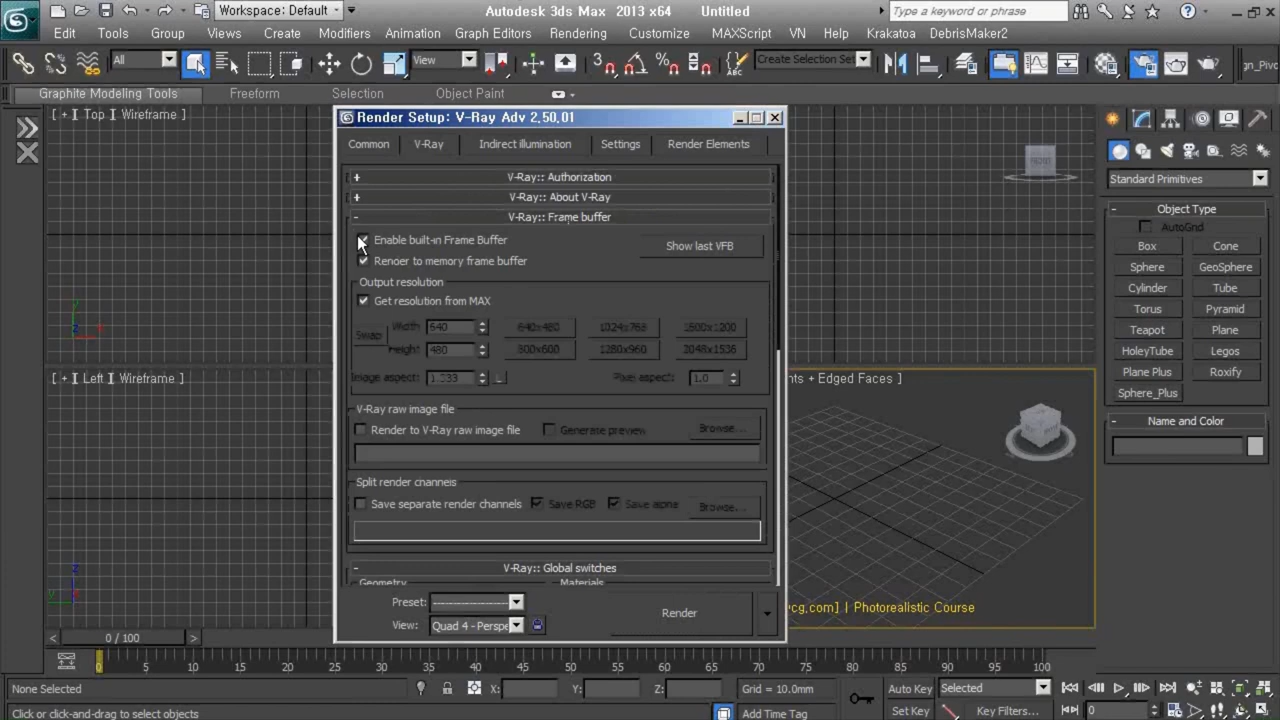 Workspace: Default
Autodesk 3ds Max 2013 x64 Untitled
Type a keyword or phrase
Edit Tools Group Views Create Modifiers Animation Graph Editors Rendering Customize MAXScript VN Help Krakatoa DebrisMaker2
All
View
Create Selection Set
gn_Pivo
Graphite Modeling Tools Freeform Selection Object Paint
[ + ] Top ] Wireframe ]
Render Setup: V-Ray Adv 2.50.01
Common V-Ray Indirect illumination Settings Render Elements
+ V-Ray:: Authorization
+ V-Ray:: About V-Ray
- V-Ray:: Frame buffer
Enable built-in Frame Buffer
Show last VFB
Render to memory frame buffer
Output resolution
Get resolution from MAX
Swap
Width 640 640x480 1024x768 1600x1200
Height 480 800x600 1280x960 2048x1536
Image aspect: 1.333 L Pixel aspect: 1.0
V-Ray raw image file
Render to V-Ray raw image file Generate preview Browse...
Split render channels
Save separate render channels Save RGB Save alpha Browse...
- V-Ray:: Global switches
Geometry Materials
Preset: --------------------
View: Quad 4 - Perspe
Render
[ + ] Left ] Wireframe ]
nts + Edged Faces ]
cg.com] | Photorealistic Course
Standard Primitives
- Object Type
AutoGrid
Box Cone
Sphere GeoSphere
Cylinder Tube
Torus Pyramid
Teapot Plane
HoleyTube Legos
Plane Plus Roxify
Sphere_Plus
- Name and Color
< 0 / 100 >
0 5 10 15 20 25 30 35 40 45 50 55 60 65 70 75 80 85 90 95 100
None Selected
X: Y: Z: Grid = 10.0mm
Auto Key Selected
Click or click-and-drag to select objects
Add Time Tag
Set Key Key Filters... 0